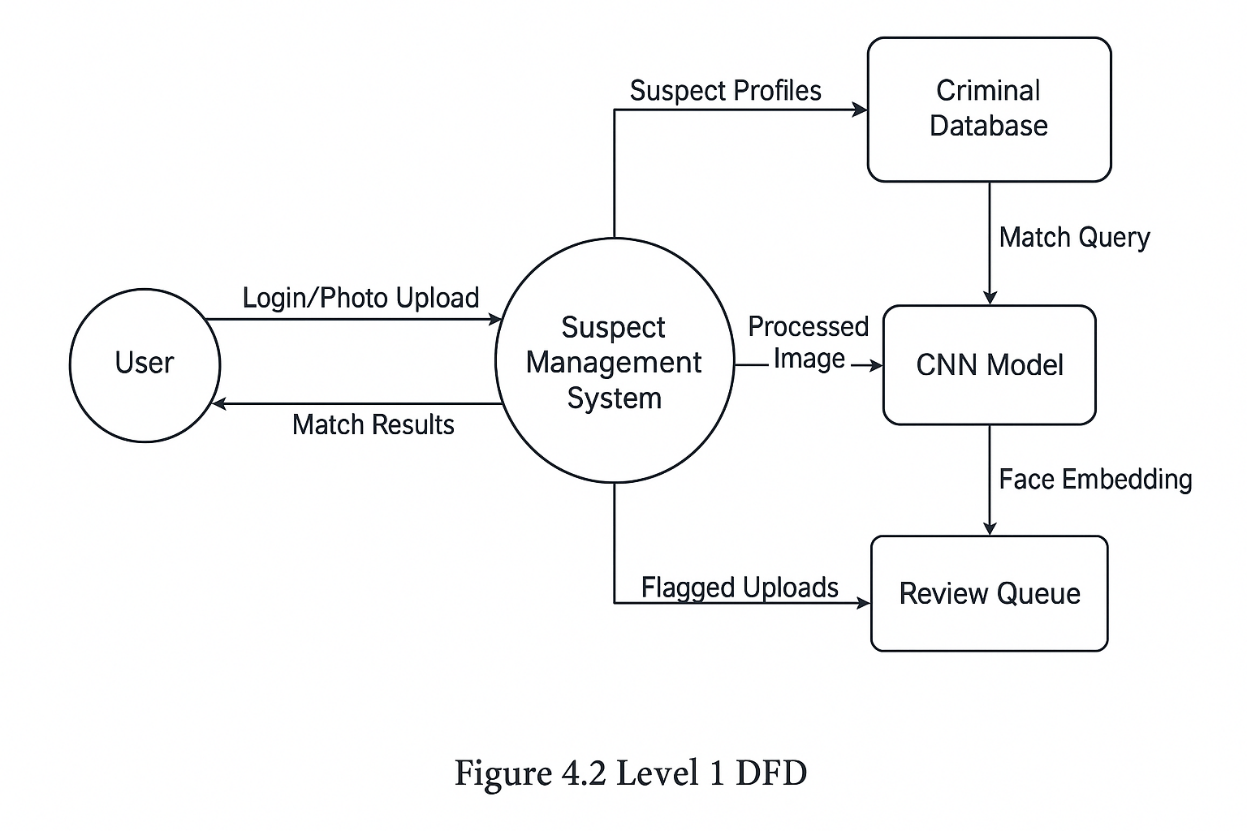 Suspect Profiles
Criminal
Database
Match Query
Login/Photo Upload
User
Match Results
Suspect
Management
System
Processed
Image
CNN Model
Face Embedding
Flagged Uploads
Review Queue
Figure 4.2 Level 1 DFD